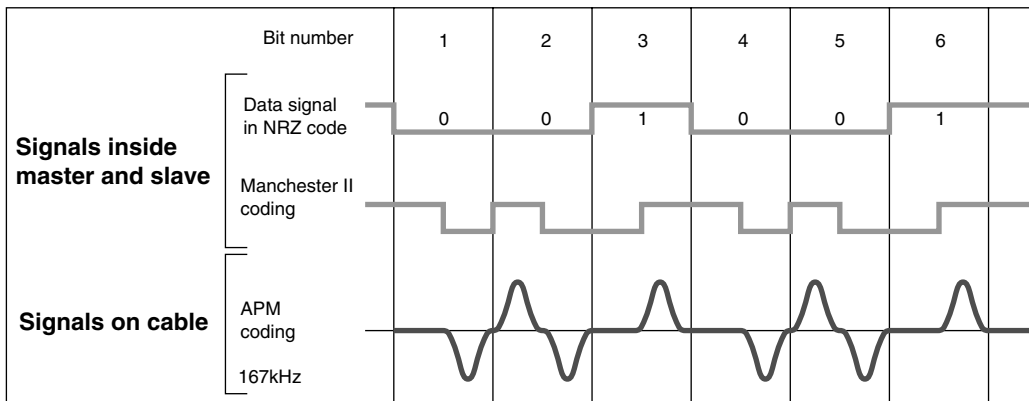 Bit number 1 2 3 4 5 6
Data signal
in NRZ code
0 0 1 0 0 1
Signals inside
master and slave
Manchester II
coding
Signals on cable
APM
coding
167kHz